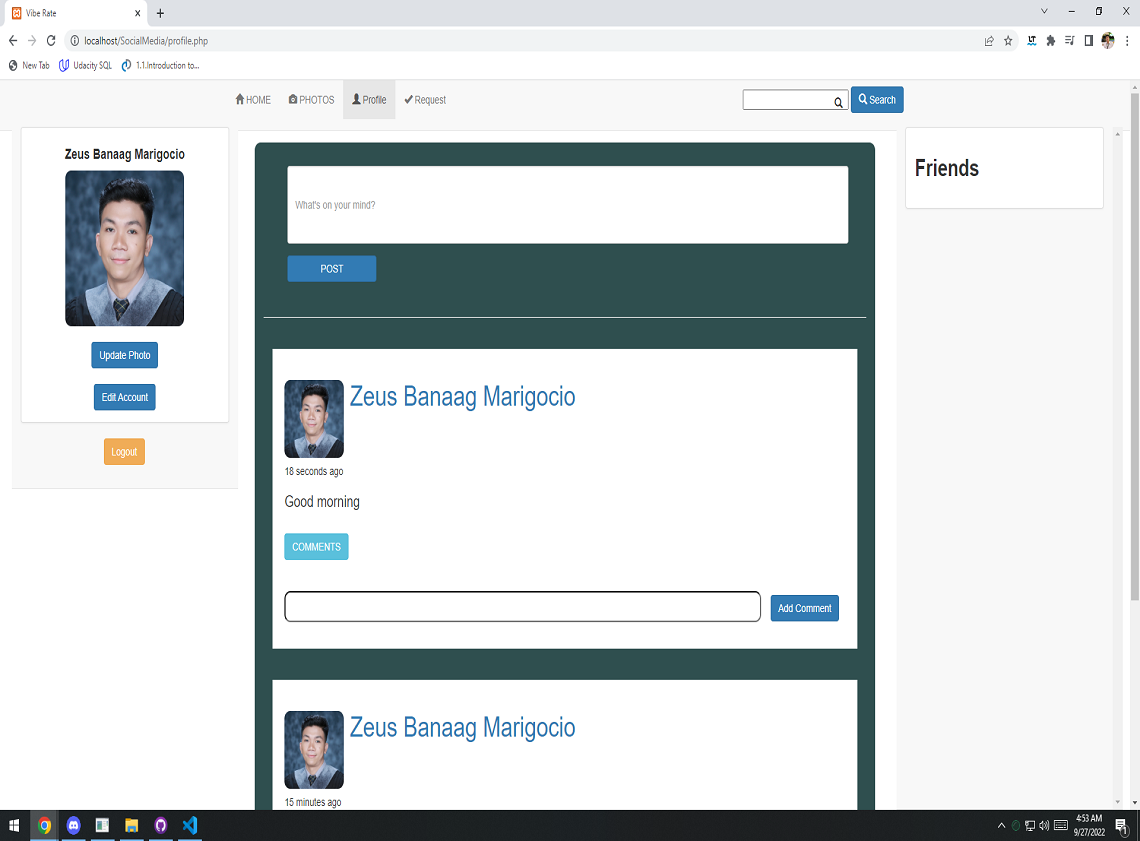 Vibe Rate
localhost/SocialMedia/profile.php
New Tab Udacity SQL 1.1.Introduction to...
HOME PHOTOS Profile Request Search
Zeus Banaag Marigocio
Update Photo
Edit Account
Logout
What's on your mind?
POST
Zeus Banaag Marigocio
18 seconds ago
Good morning
COMMENTS
Add Comment
Zeus Banaag Marigocio
15 minutes ago
Friends
4:53 AM
9/27/2022
1